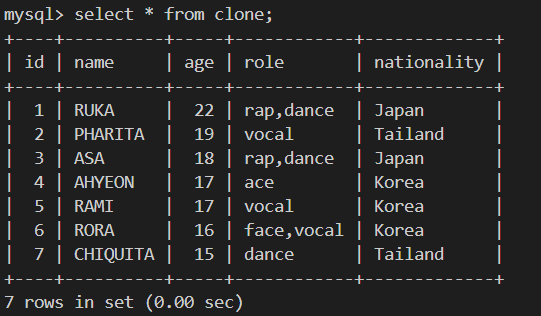 mysql> select * from clone;
+----+----------+-----+------------+-------------+
| id | name     | age | role       | nationality |
+----+----------+-----+------------+-------------+
|  1 | RUKA     |  22 | rap,dance  | Japan       |
|  2 | PHARITA  |  19 | vocal      | Tailand     |
|  3 | ASA      |  18 | rap,dance  | Japan       |
|  4 | AHYEON   |  17 | ace        | Korea       |
|  5 | RAMI     |  17 | vocal      | Korea       |
|  6 | RORA     |  16 | face,vocal | Korea       |
|  7 | CHIQUITA |  15 | dance      | Tailand     |
+----+----------+-----+------------+-------------+
7 rows in set (0.00 sec)